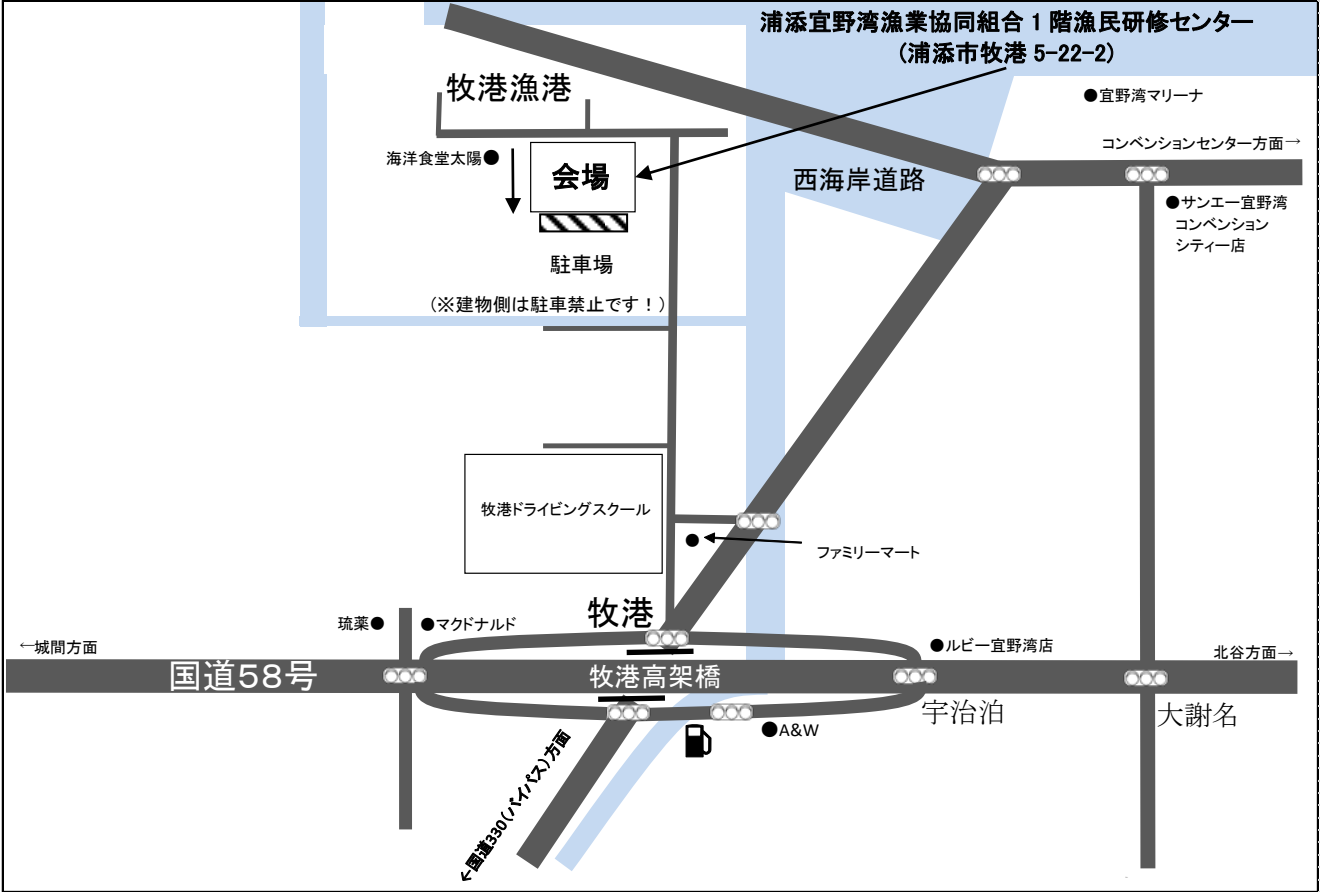 浦添宜野湾漁業協同組合 1 階漁民研修センター
(浦添市牧港 5-22-2)
牧港漁港
●宜野湾マリーナ
コンベンションセンター方面→
海洋食堂太陽●
会場
西海岸道路
●サンエー宜野湾
コンベンション
シティー店
駐車場
(※建物側は駐車禁止です！)
牧港ドライビングスクール
ファミリーマート
牧港
琉薬●
●マクドナルド
←城間方面
●ルビー宜野湾店
北谷方面→
国道58号
牧港高架橋
宇治泊
大謝名
●A&W
←国道330(バイパス)方面